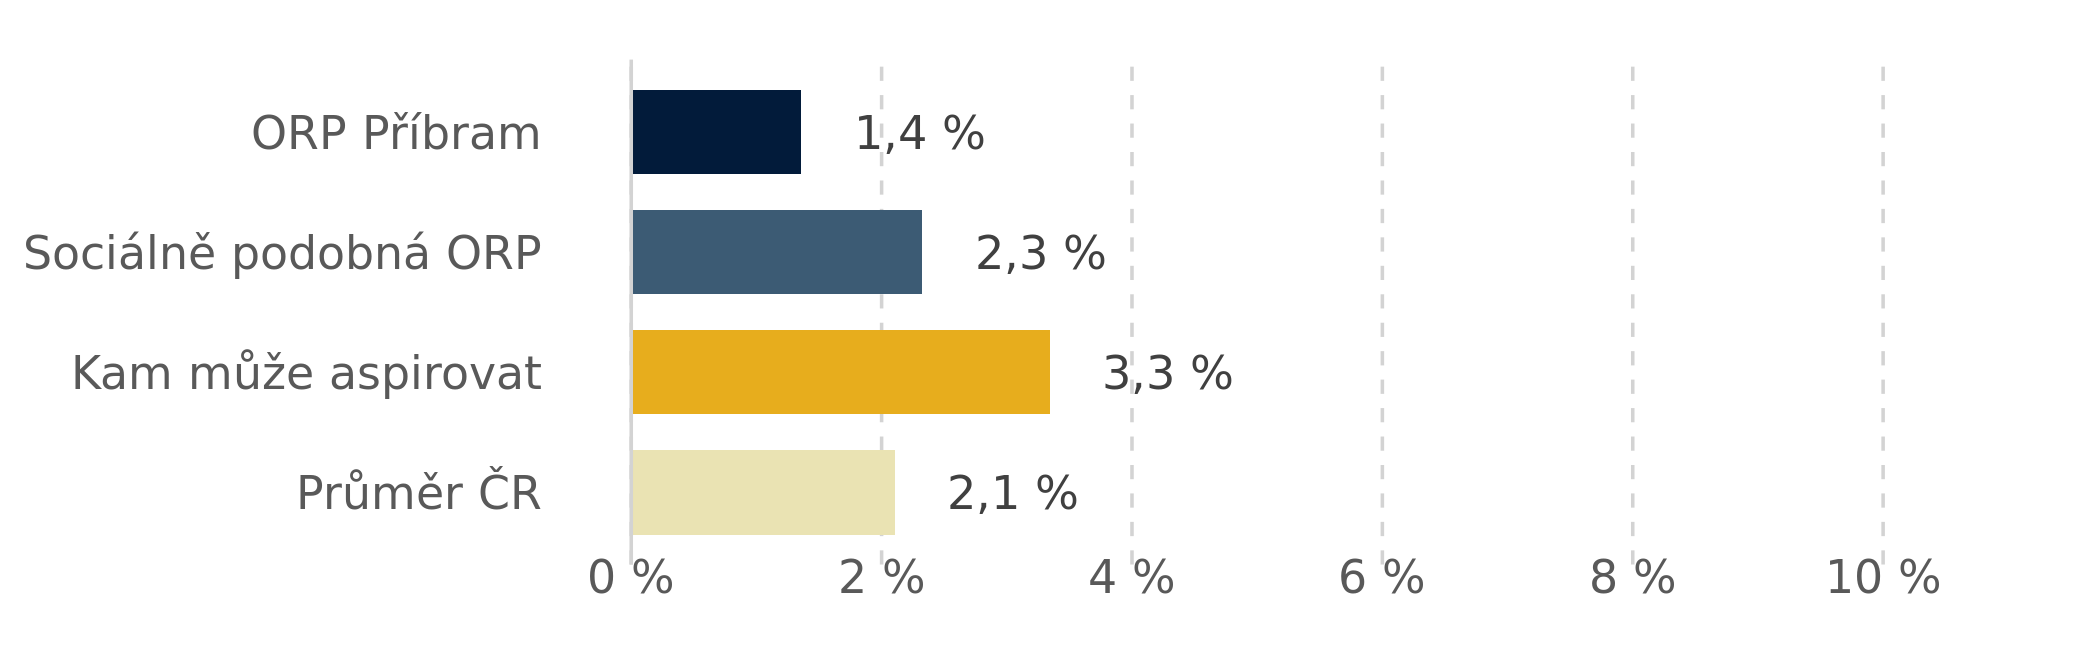 ORP Příbram 1,4 %
Sociálně podobná ORP 2,3 %
Kam může aspirovat 3,3 %
Průměr ČR 2,1 %
0 % 2 % 4 % 6 % 8 % 10 %